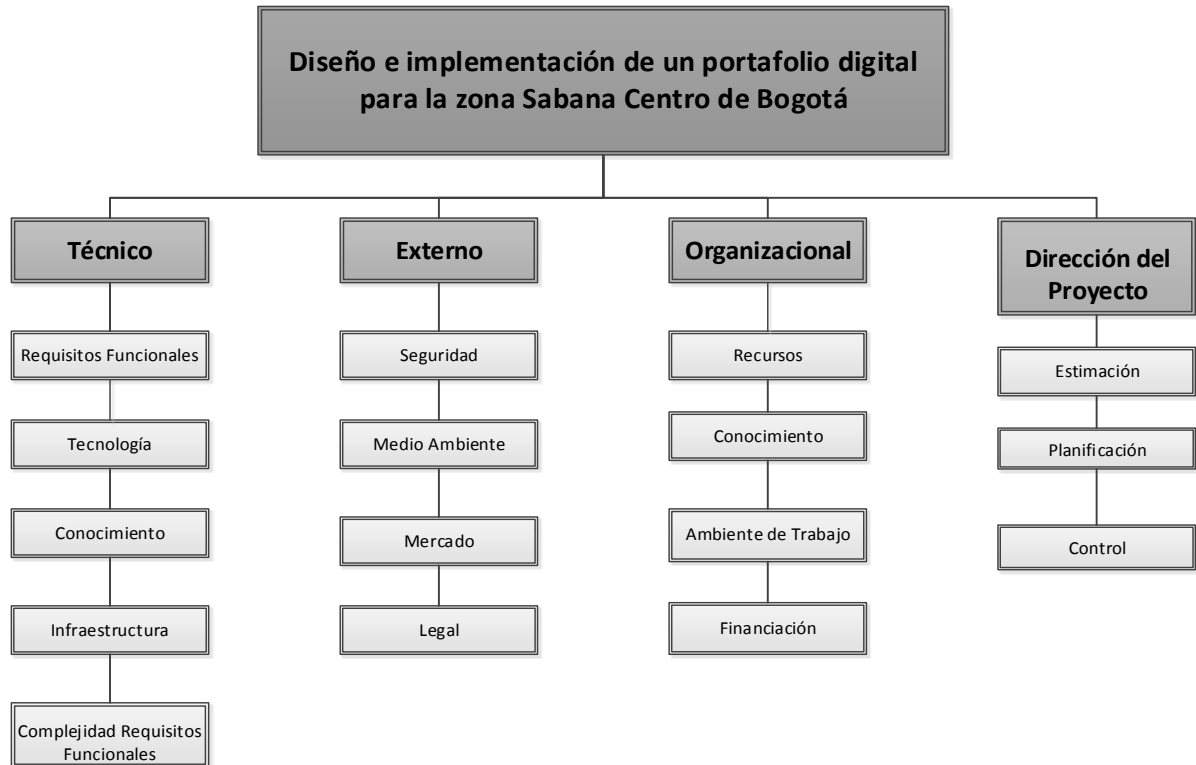 Diseño e implementación de un portafolio digital
para la zona Sabana Centro de Bogotá
Técnico
Requisitos Funcionales
Tecnología
Conocimiento
Infraestructura
Complejidad Requisitos
Funcionales
Externo
Seguridad
Medio Ambiente
Mercado
Legal
Organizacional
Recursos
Conocimiento
Ambiente de Trabajo
Financiación
Dirección del
Proyecto
Estimación
Planificación
Control